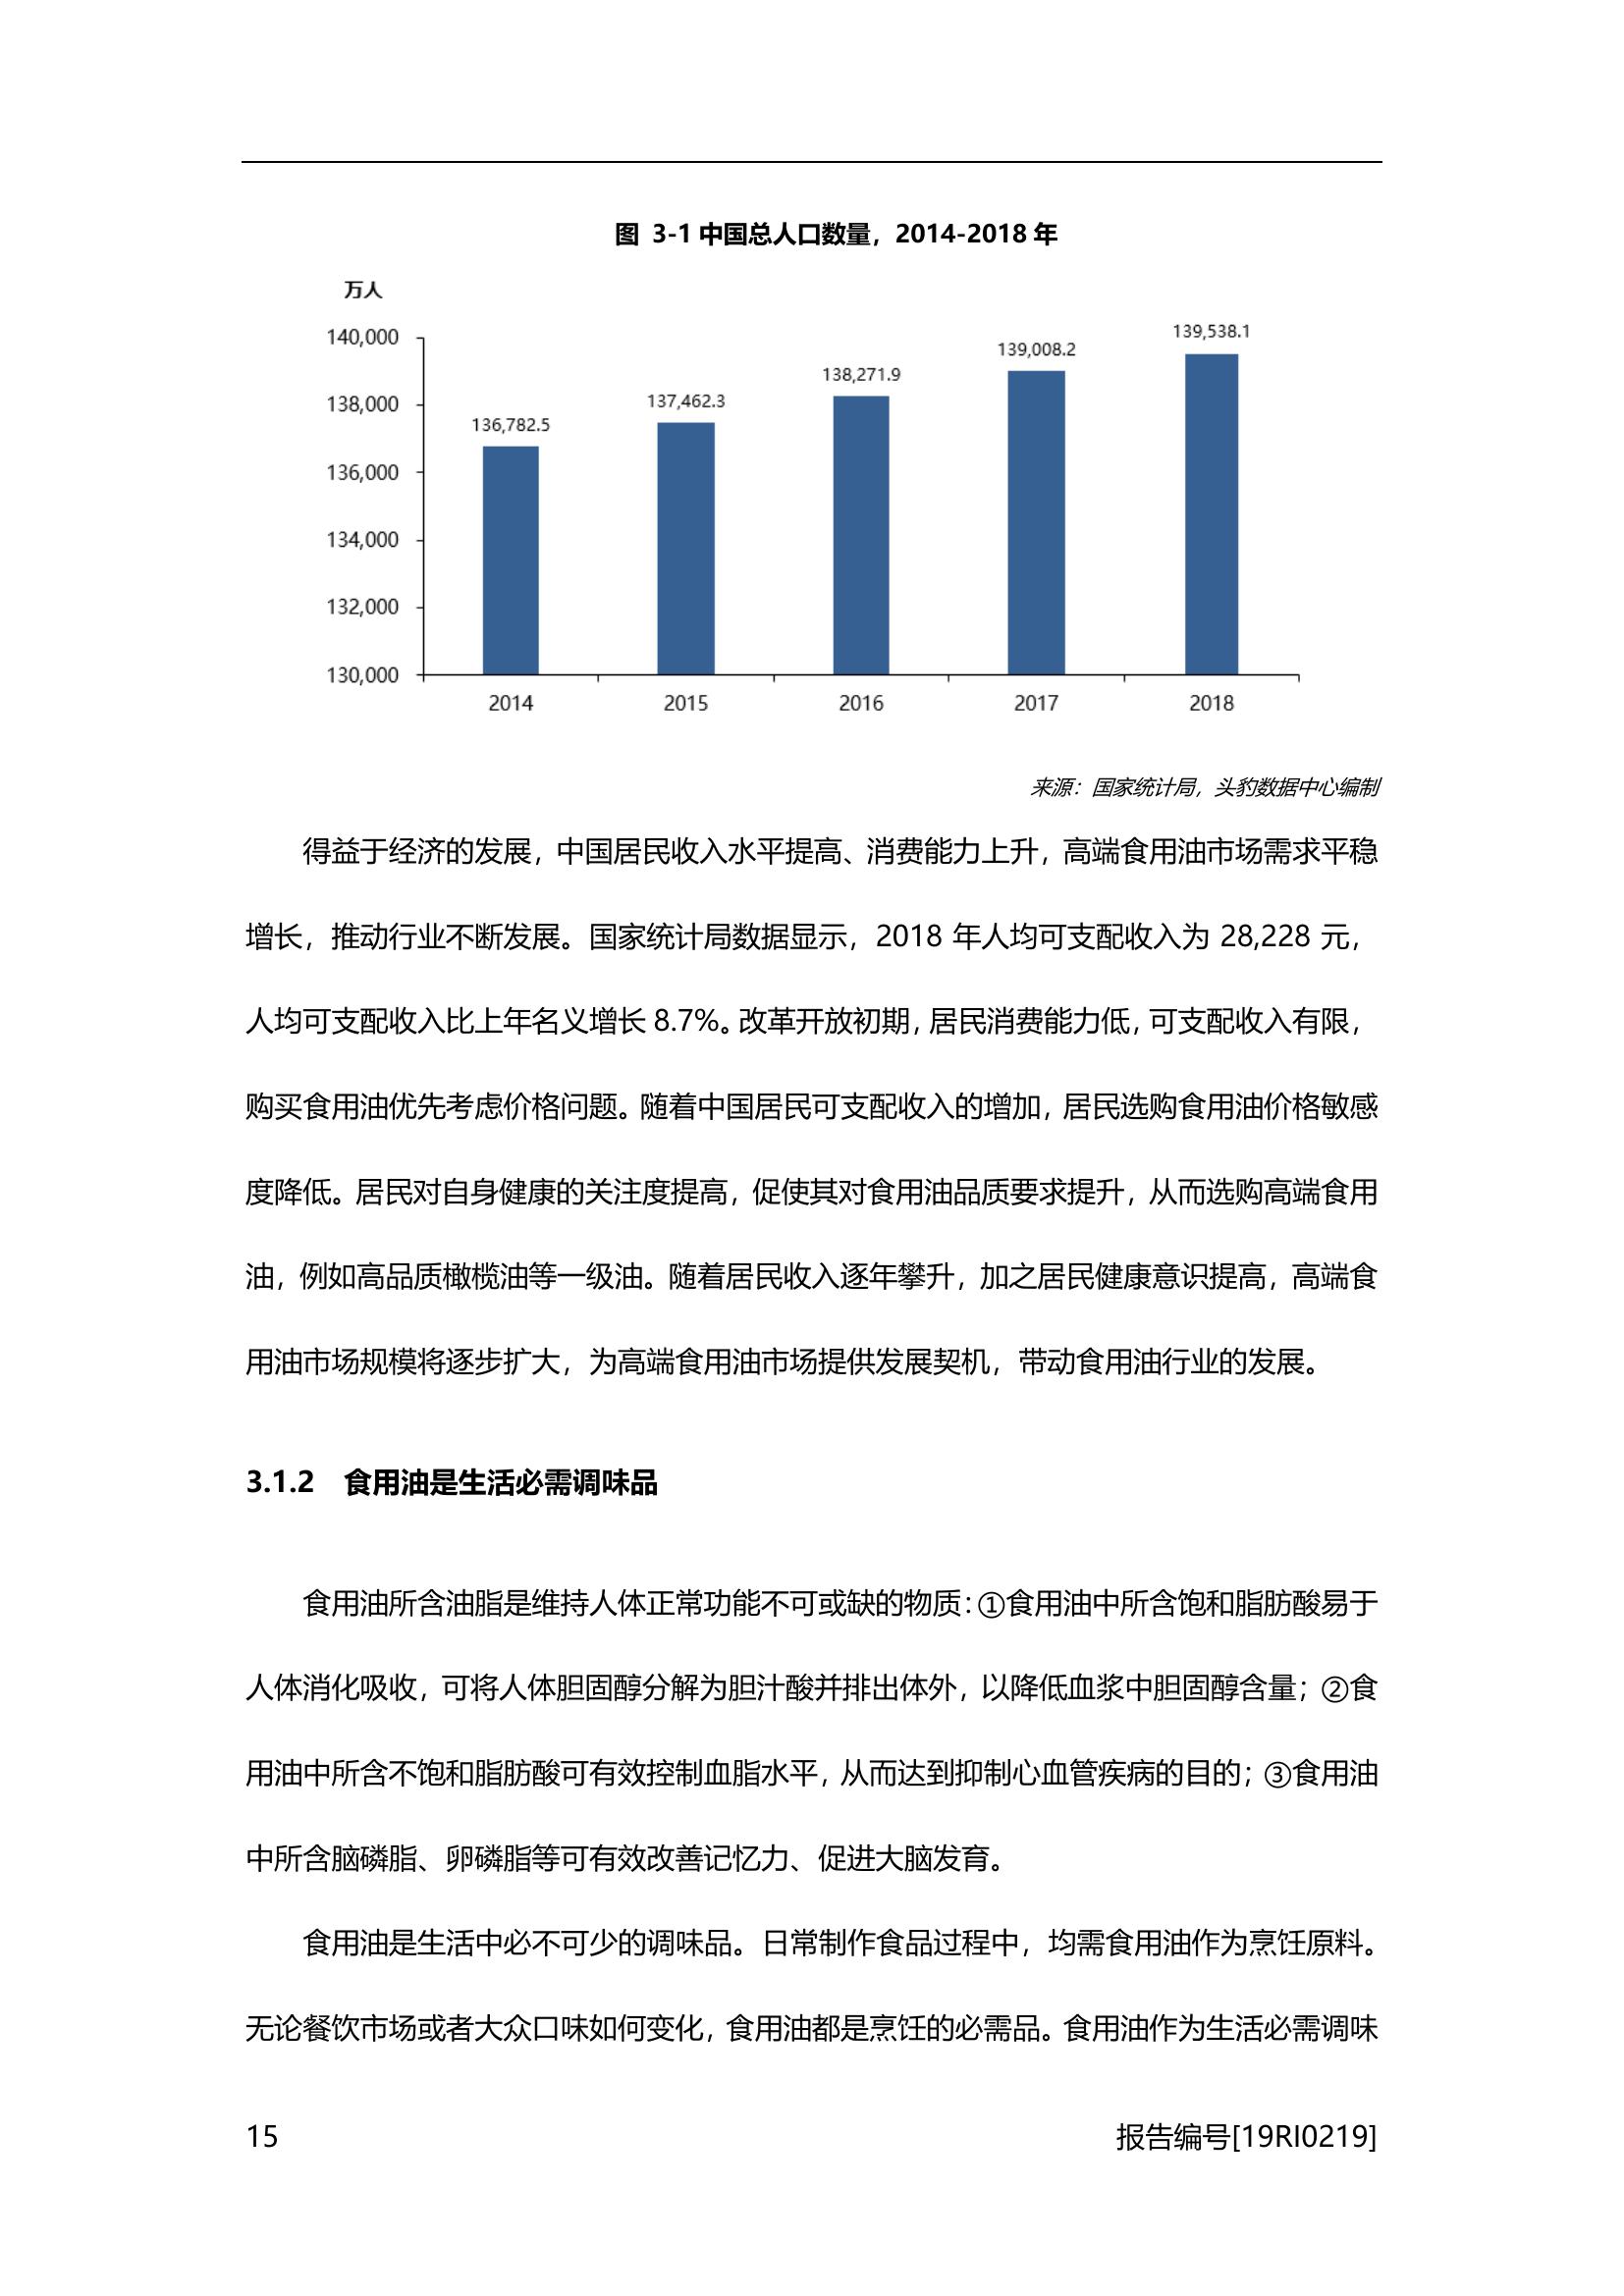 图 3-1 中国总人口数量，2014-2018 年
万人
140,000
138,000
136,000
134,000
132,000
130,000
136,782.5
137,462.3
138,271.9
139,008.2
139,538.1
2014
2015
2016
2017
2018
来源：国家统计局，头豹数据中心编制
得益于经济的发展，中国居民收入水平提高、消费能力上升，高端食用油市场需求平稳
增长，推动行业不断发展。国家统计局数据显示，2018 年人均可支配收入为 28,228 元，
人均可支配收入比上年名义增长 8.7%。改革开放初期，居民消费能力低，可支配收入有限，
购买食用油优先考虑价格问题。随着中国居民可支配收入的增加，居民选购食用油价格敏感
度降低。居民对自身健康的关注度提高，促使其对食用油品质要求提升，从而选购高端食用
油，例如高品质橄榄油等一级油。随着居民收入逐年攀升，加之居民健康意识提高，高端食
用油市场规模将逐步扩大，为高端食用油市场提供发展契机，带动食用油行业的发展。
3.1.2 食用油是生活必需调味品
食用油所含油脂是维持人体正常功能不可或缺的物质：①食用油中所含饱和脂肪酸易于
人体消化吸收，可将人体胆固醇分解为胆汁酸并排出体外，以降低血浆中胆固醇含量；②食
用油中所含不饱和脂肪酸可有效控制血脂水平，从而达到抑制心血管疾病的目的；③食用油
中所含脑磷脂、卵磷脂等可有效改善记忆力、促进大脑发育。
食用油是生活中必不可少的调味品。日常制作食品过程中，均需食用油作为烹饪原料。
无论餐饮市场或者大众口味如何变化，食用油都是烹饪的必需品。食用油作为生活必需调味
15
报告编号[19RI0219]